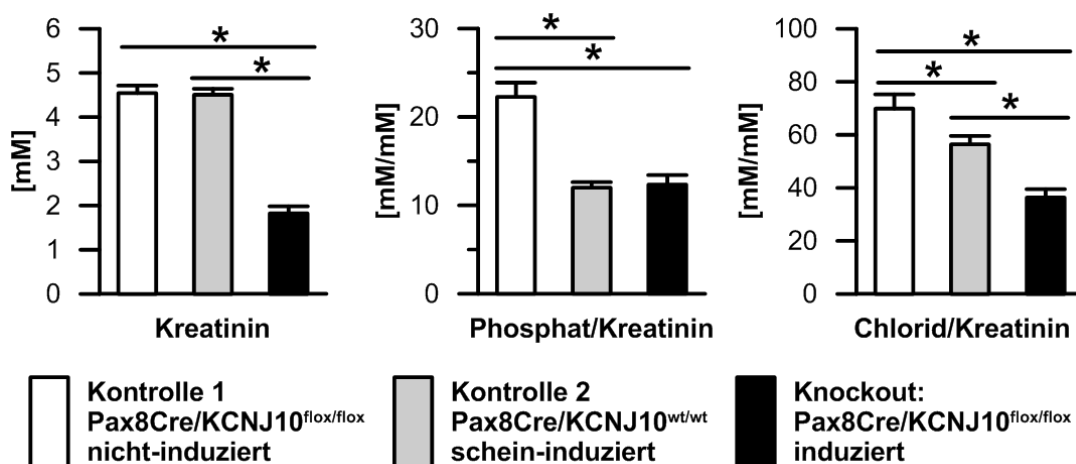 6
5
4
3
2
1
0
[mM]
*
*
Kreatinin
30
20
10
0
[mM/mM]
*
*
Phosphat/Kreatinin
100
80
60
40
20
0
[mM/mM]
*
*
*
Chlorid/Kreatinin
Kontrolle 1
Pax8Cre/KCNJ10flox/flox
nicht-induziert
Kontrolle 2
Pax8Cre/KCNJ10wt/wt
schein-induziert
Knockout:
Pax8Cre/KCNJ10flox/flox
induziert